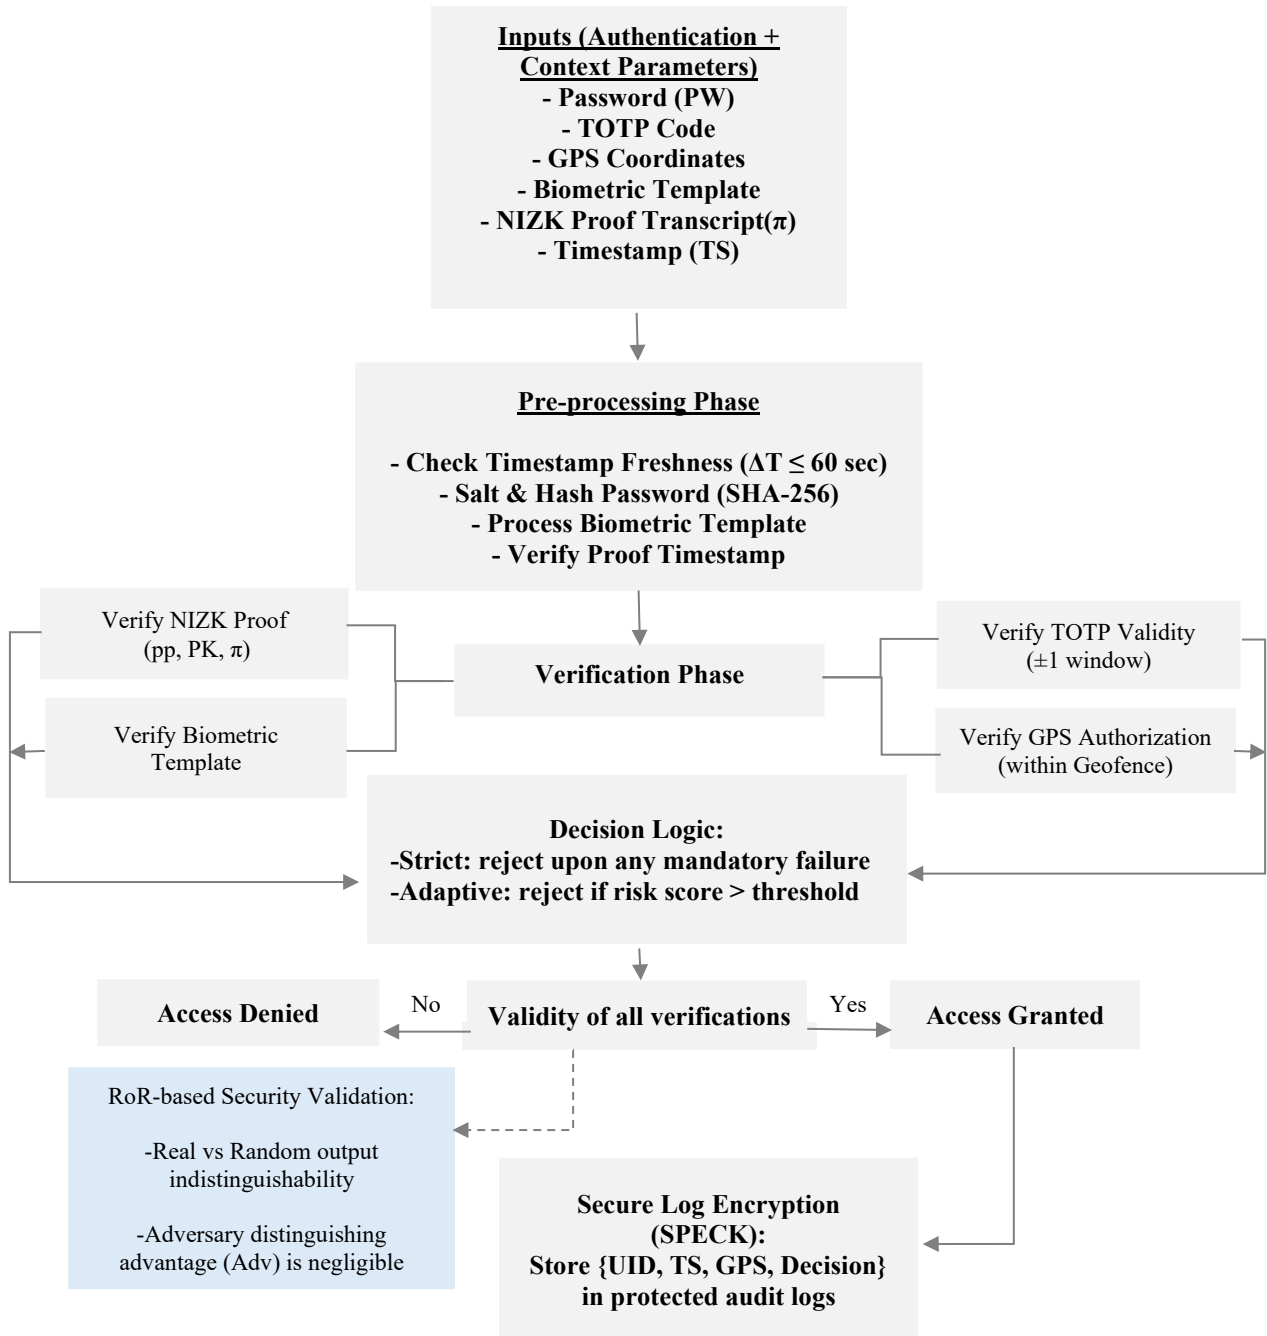 Inputs (Authentication +
Context Parameters)
- Password (PW)
- TOTP Code
- GPS Coordinates
- Biometric Template
- NIZK Proof Transcript(π)
- Timestamp (TS)
Pre-processing Phase
- Check Timestamp Freshness (ΔT ≤ 60 sec)
- Salt & Hash Password (SHA-256)
- Process Biometric Template
- Verify Proof Timestamp
Verify NIZK Proof
(pp, PK, π)
Verification Phase
Verify TOTP Validity
(±1 window)
Verify Biometric
Template
Verify GPS Authorization
(within Geofence)
Decision Logic:
-Strict: reject upon any mandatory failure
-Adaptive: reject if risk score > threshold
Access Denied
No
Validity of all verifications
Yes
Access Granted
RoR-based Security Validation:
-Real vs Random output
indistinguishability
-Adversary distinguishing
advantage (Adv) is negligible
Secure Log Encryption
(SPECK):
Store {UID, TS, GPS, Decision}
in protected audit logs